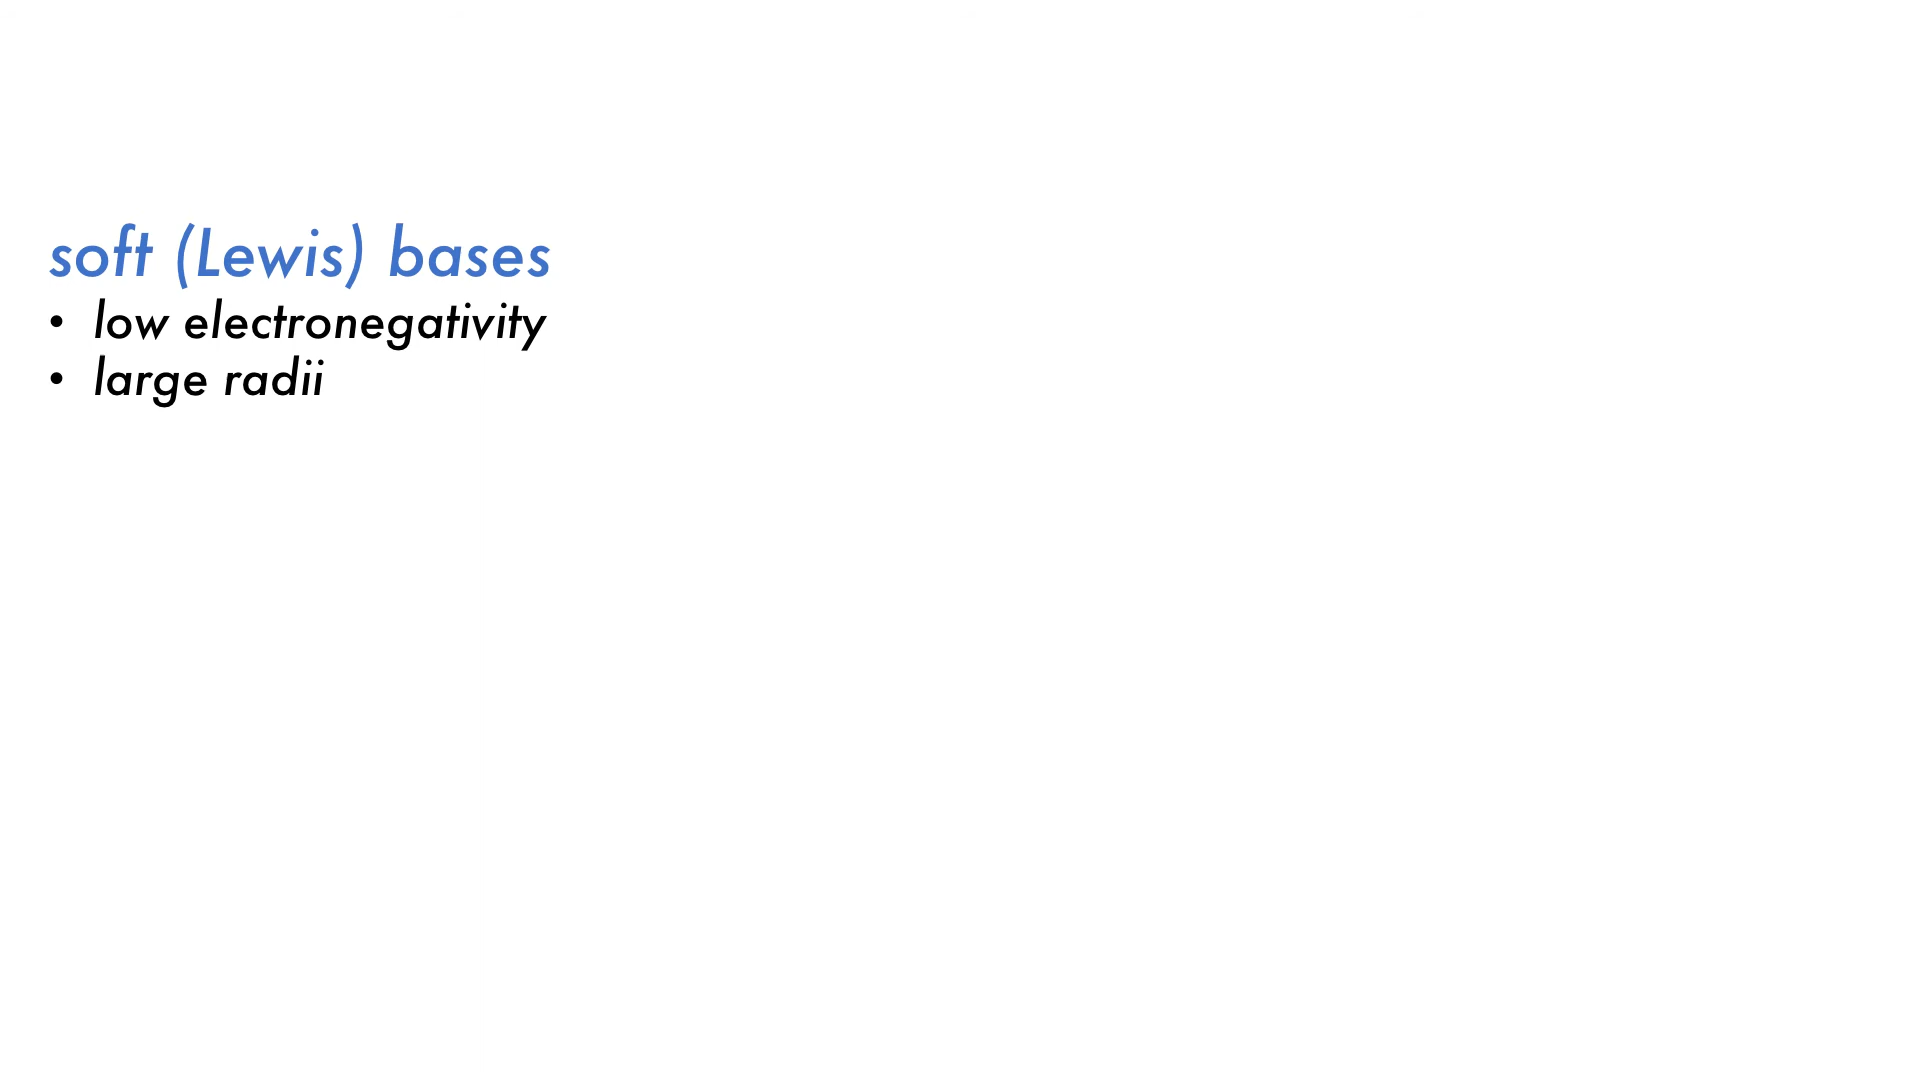 soft (Lewis) bases
• low electronegativity
• large radii